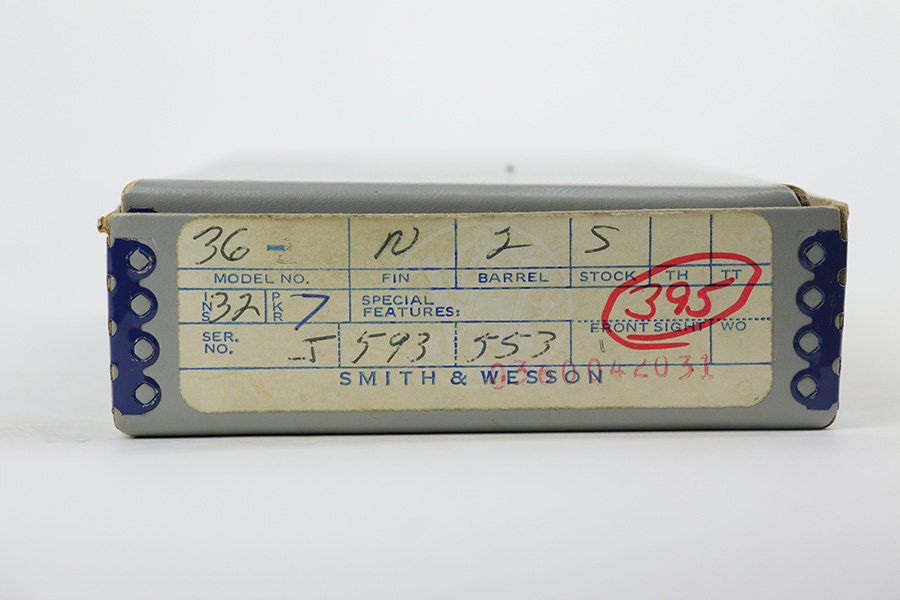 36 N 2 S
MODEL NO. FIN BARREL STOCK TH TT
INS 32 PKR 7 SPECIAL FEATURES: 395
FRONT SIGHT WO
SER. NO. J 593 553
SMITH & WESSON